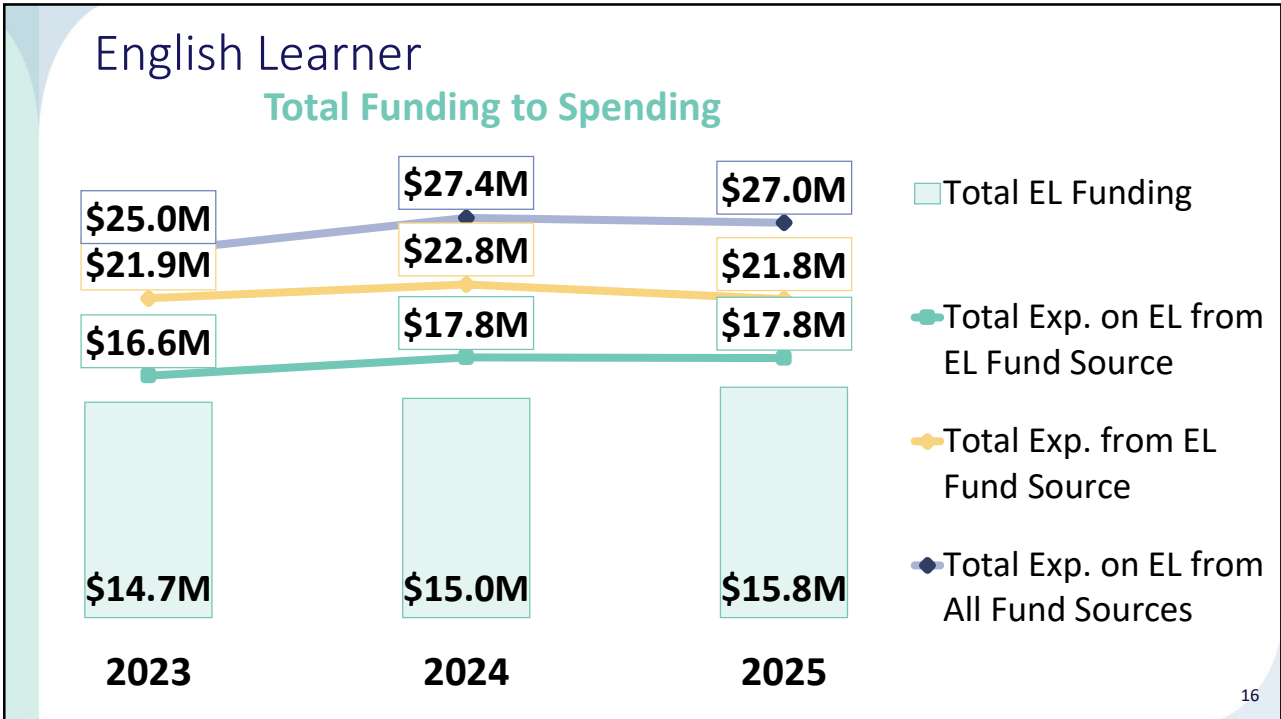 English Learner
Total Funding to Spending
$25.0M
$27.4M
$27.0M
$21.9M
$22.8M
$21.8M
$16.6M
$17.8M
$17.8M
$14.7M
$15.0M
$15.8M
2023
2024
2025
Total EL Funding
Total Exp. on EL from
EL Fund Source
Total Exp. from EL
Fund Source
Total Exp. on EL from
All Fund Sources
16